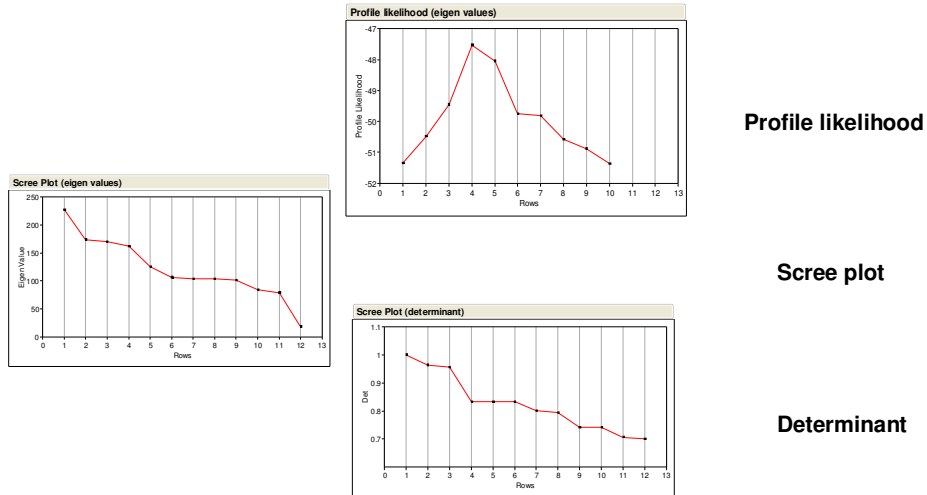 Profile likelihood (eigen values)
-47
-48
-49
-50
-51
-52
Profile Likelihood
0 1 2 3 4 5 6 7 8 9 10 11 12 13
Rows
Profile likelihood
Scree Plot (eigen values)
250
200
150
100
50
0
Eigen Value
0 1 2 3 4 5 6 7 8 9 10 11 12 13
Rows
Scree plot
Scree Plot (determinant)
1.1
1
0.9
0.8
0.7
Det
0 1 2 3 4 5 6 7 8 9 10 11 12 13
Rows
Determinant